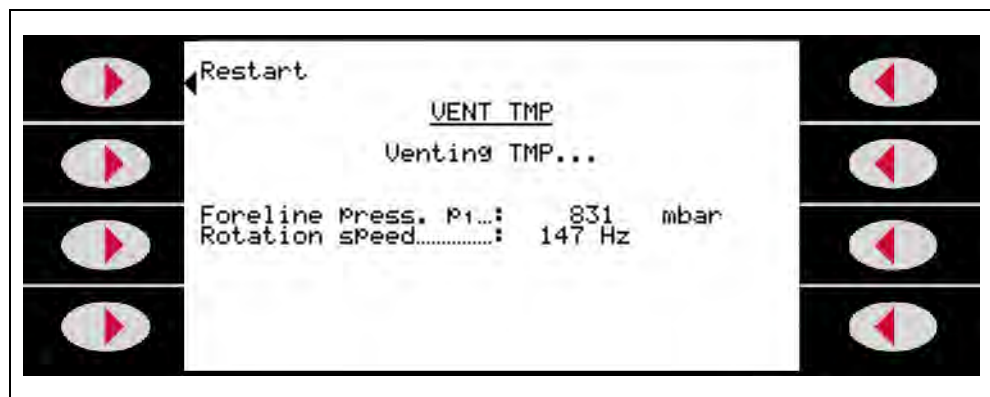 Restart
VENT TMP
Venting TMP...
Foreline press. p1…: 831 mbar
Rotation speed……………: 147 Hz